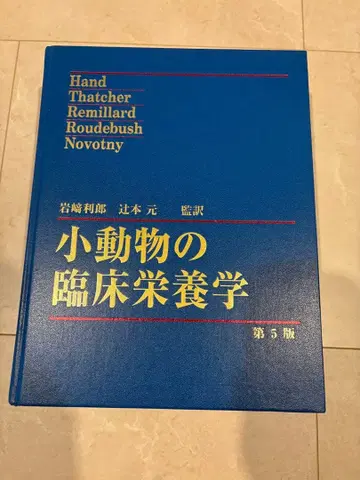 Hand
Thatcher
Remillard
Roudebush
Novotny
岩﨑利郎 辻本 元 監訳
小動物の
臨床栄養学
第5版